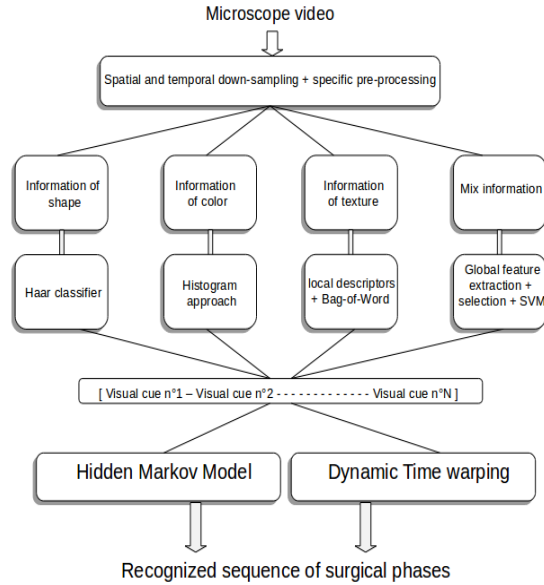 Microscope video
Spatial and temporal down-sampling + specific pre-processing
Information of
shape
Information
of color
Information
of texture
Mix information
Haar classifier
Histogram
approach
local descriptors
+ Bag-of-Word
Global feature
extraction +
selection + SVM
[ Visual cue n°1 – Visual cue n°2 - - - - - - - - - - - - - Visual cue n°N ]
Hidden Markov Model
Dynamic Time warping
Recognized sequence of surgical phases